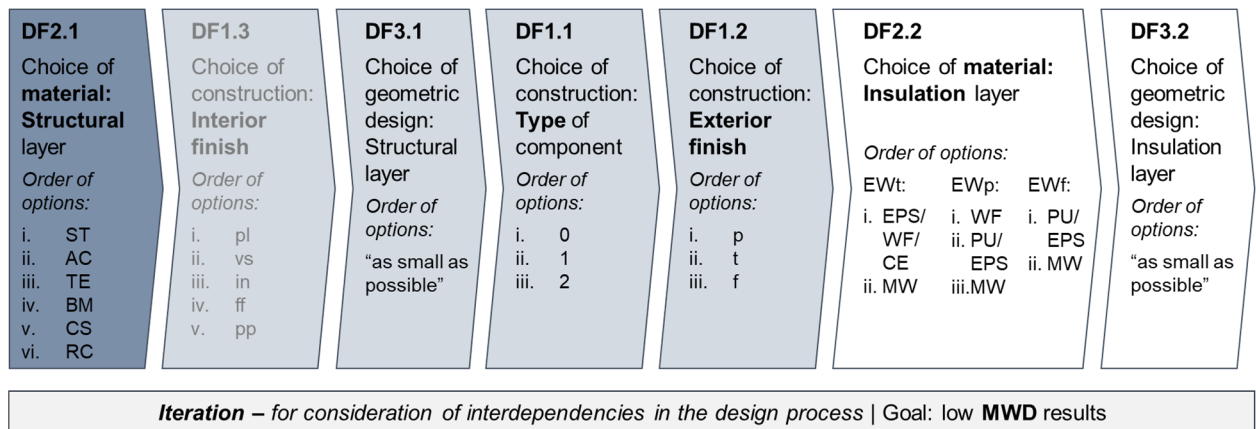 DF2.1
Choice of
material:
Structural
layer
Order of
options:
i. ST
ii. AC
iii. TE
iv. BM
v. CS
vi. RC
DF1.3
Choice of
construction:
Interior
finish
Order of
options:
i. pl
ii. vs
iii. in
iv. ff
v. pp
DF3.1
Choice of
geometric
design:
Structural
layer
Order of
options:
“as small as
possible”
DF1.1
Choice of
construction:
Type of
component
Order of
options:
i. 0
ii. 1
iii. 2
DF1.2
Choice of
construction:
Exterior
finish
Order of
options:
i. p
ii. t
iii. f
DF2.2
Choice of material:
Insulation layer
Order of options:
EWt:
i. EPS/
WF/
CE
ii. MW
EWp:
i. WF
ii. PU/
EPS
iii. MW
EWf:
i. PU/
EPS
ii. MW
DF3.2
Choice of
geometric
design:
Insulation
layer
Order of
options:
“as small as
possible”
Iteration – for consideration of interdependencies in the design process | Goal: low MWD results